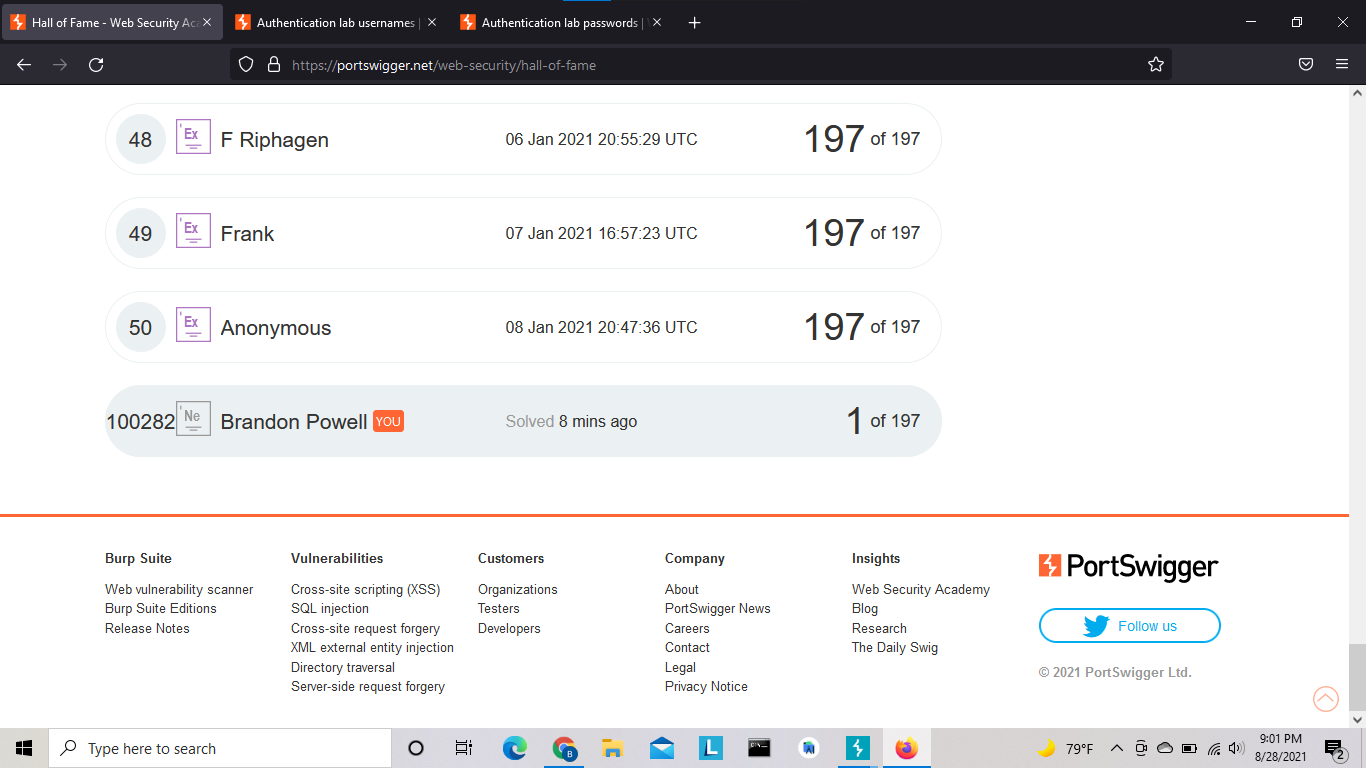 Hall of Fame - Web Security Aca
Authentication lab usernames |
Authentication lab passwords |
https://portswigger.net/web-security/hall-of-fame
48 Ex F Riphagen 06 Jan 2021 20:55:29 UTC 197 of 197
49 Ex Frank 07 Jan 2021 16:57:23 UTC 197 of 197
50 Ex Anonymous 08 Jan 2021 20:47:36 UTC 197 of 197
100282 Ne Brandon Powell YOU Solved 8 mins ago 1 of 197
Burp Suite
Web vulnerability scanner
Burp Suite Editions
Release Notes
Vulnerabilities
Cross-site scripting (XSS)
SQL injection
Cross-site request forgery
XML external entity injection
Directory traversal
Server-side request forgery
Customers
Organizations
Testers
Developers
Company
About
PortSwigger News
Careers
Contact
Legal
Privacy Notice
Insights
Web Security Academy
Blog
Research
The Daily Swig
PortSwigger
Follow us
© 2021 PortSwigger Ltd.
Type here to search
B
L
79°F
9:01 PM
8/28/2021
2